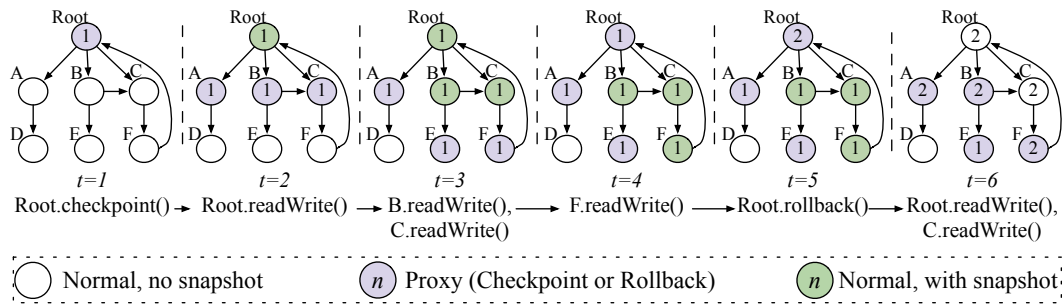 Root Root Root Root Root Root
1 1 1 1 2 2
A B C A B C A B C A B C A B C A B C
1 1 1 1 1 1 1 1 1 1 1 1 2 2 2
D E F D E F D E F D E F D E F D E F
1 1 1 1 1 1 1 2
t=1 t=2 t=3 t=4 t=5 t=6
Root.checkpoint() Root.readWrite() B.readWrite(), F.readWrite() Root.rollback() Root.readWrite(),
C.readWrite() C.readWrite()
Normal, no snapshot n Proxy (Checkpoint or Rollback) n Normal, with snapshot